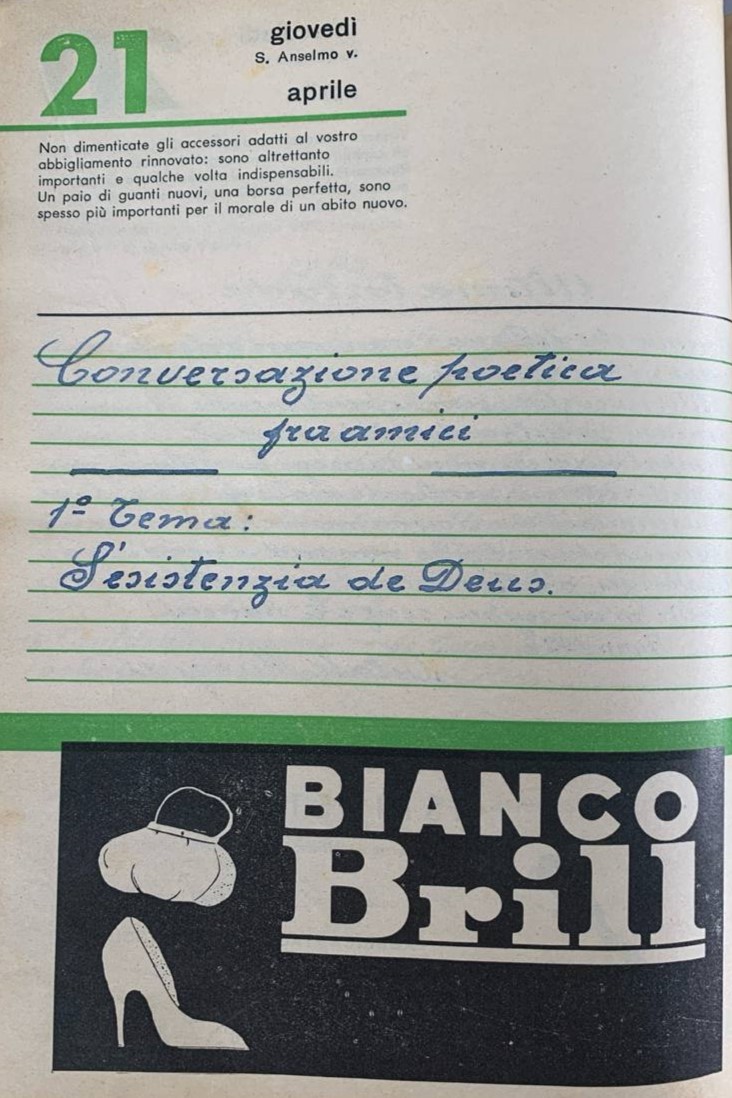 21
giovedì
S. Anselmo v.
aprile
Non dimenticate gli accessori adatti al vostro
abbigliamento rinnovato: sono altrettanto
importanti e qualche volta indispensabili.
Un paio di guanti nuovi, una borsa perfetta, sono
spesso più importanti per il morale di un abito nuovo.
Conversazione poetica
fra amici
1º Tema:
S'esistenzia de Deus.
BIANCO
Brill